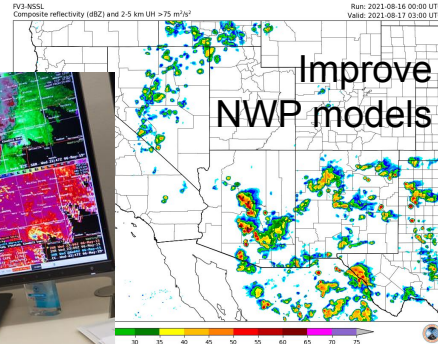 FV3-NSSL
Composite reflectivity (dBZ) and 2-5 km UH >75 m²/s²
Run: 2021-08-16 00:00 UT
Valid: 2021-08-17 03:00 UT
Improve
NWP models
30 35 40 45 50 55 60 65 70 75